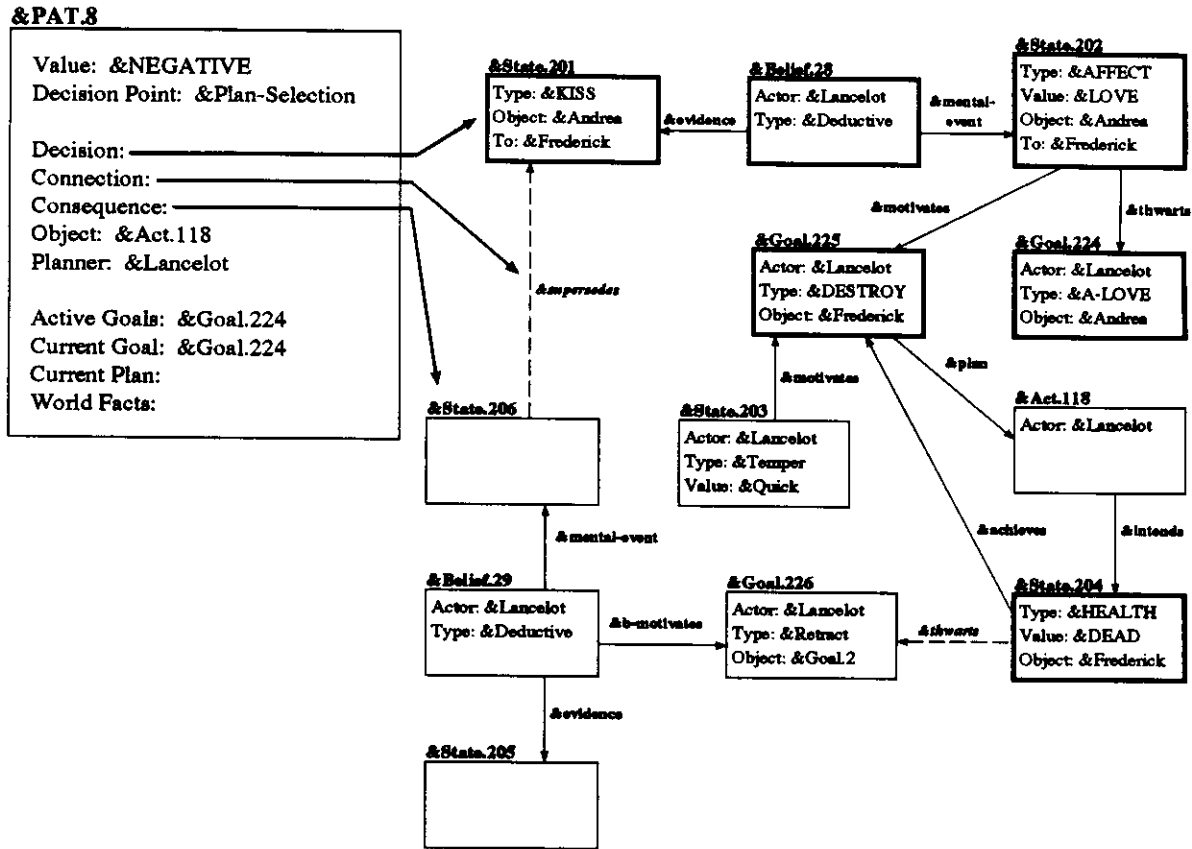 &PAT.8
Value: &NEGATIVE
Decision Point: &Plan-Selection
Decision:
Connection:
Consequence:
Object: &Act.118
Planner: &Lancelot
Active Goals: &Goal.224
Current Goal: &Goal.224
Current Plan:
World Facts:
&State.201
Type: &KISS
Object: &Andrea
To: &Frederick
&evidence
&Belief.28
Actor: &Lancelot
Type: &Deductive
&mental-
event
&State.202
Type: &AFFECT
Value: &LOVE
Object: &Andrea
To: &Frederick
&motivates
&thwarts
&supersedes
&Goal.225
Actor: &Lancelot
Type: &DESTROY
Object: &Frederick
&Goal.224
Actor: &Lancelot
Type: &A-LOVE
Object: &Andrea
&motivates
&plan
&State.206
&State.203
Actor: &Lancelot
Type: &Temper
Value: &Quick
&Act.118
Actor: &Lancelot
&mental-event
&achieves
&intends
&Belief.29
Actor: &Lancelot
Type: &Deductive
&b-motivates
&Goal.226
Actor: &Lancelot
Type: &Retract
Object: &Goal.2
&thwarts
&State.204
Type: &HEALTH
Value: &DEAD
Object: &Frederick
&evidence
&State.205